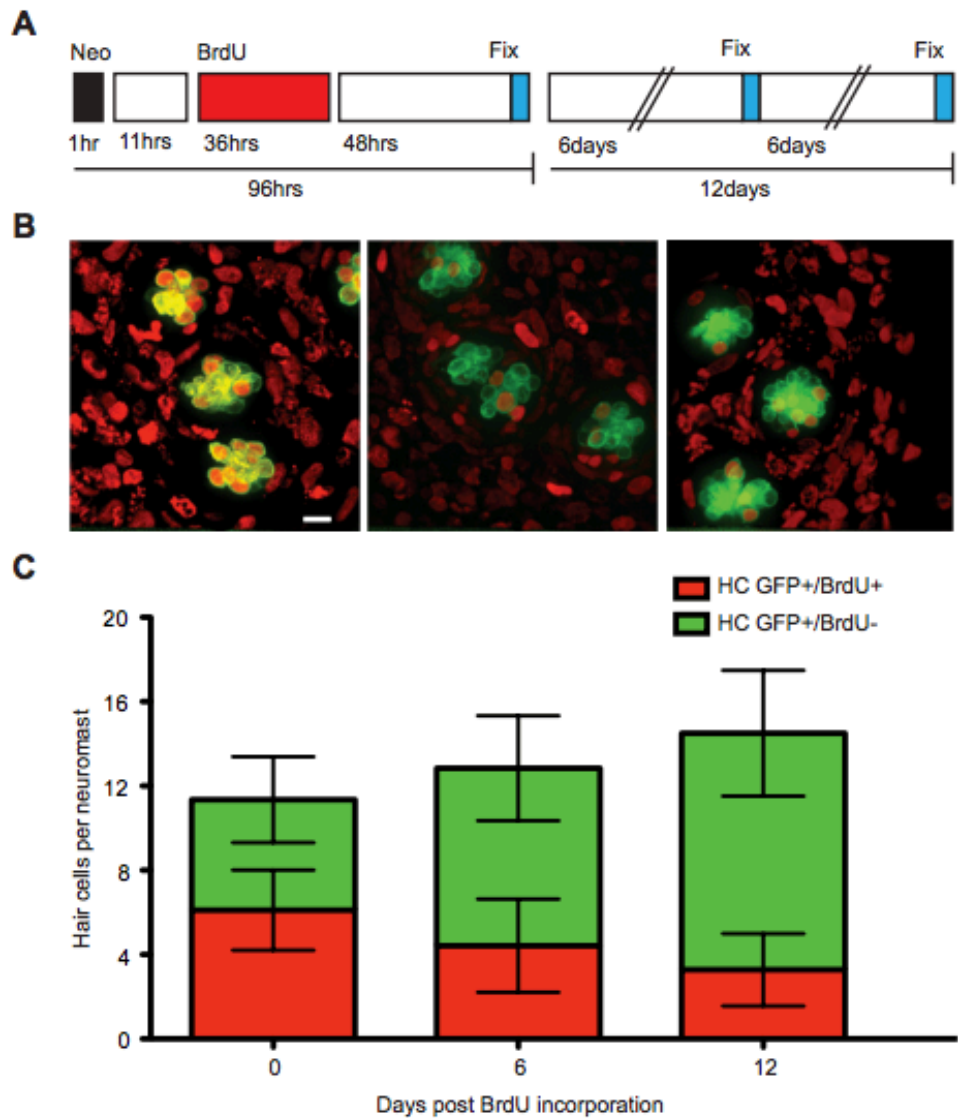 A
Neo BrdU Fix Fix Fix
1hr 11hrs 36hrs 48hrs 6days 6days
96hrs 12days
B
C
HC GFP+/BrdU+
HC GFP+/BrdU-
Hair cells per neuromast
20
16
12
8
4
0
0 6 12
Days post BrdU incorporation